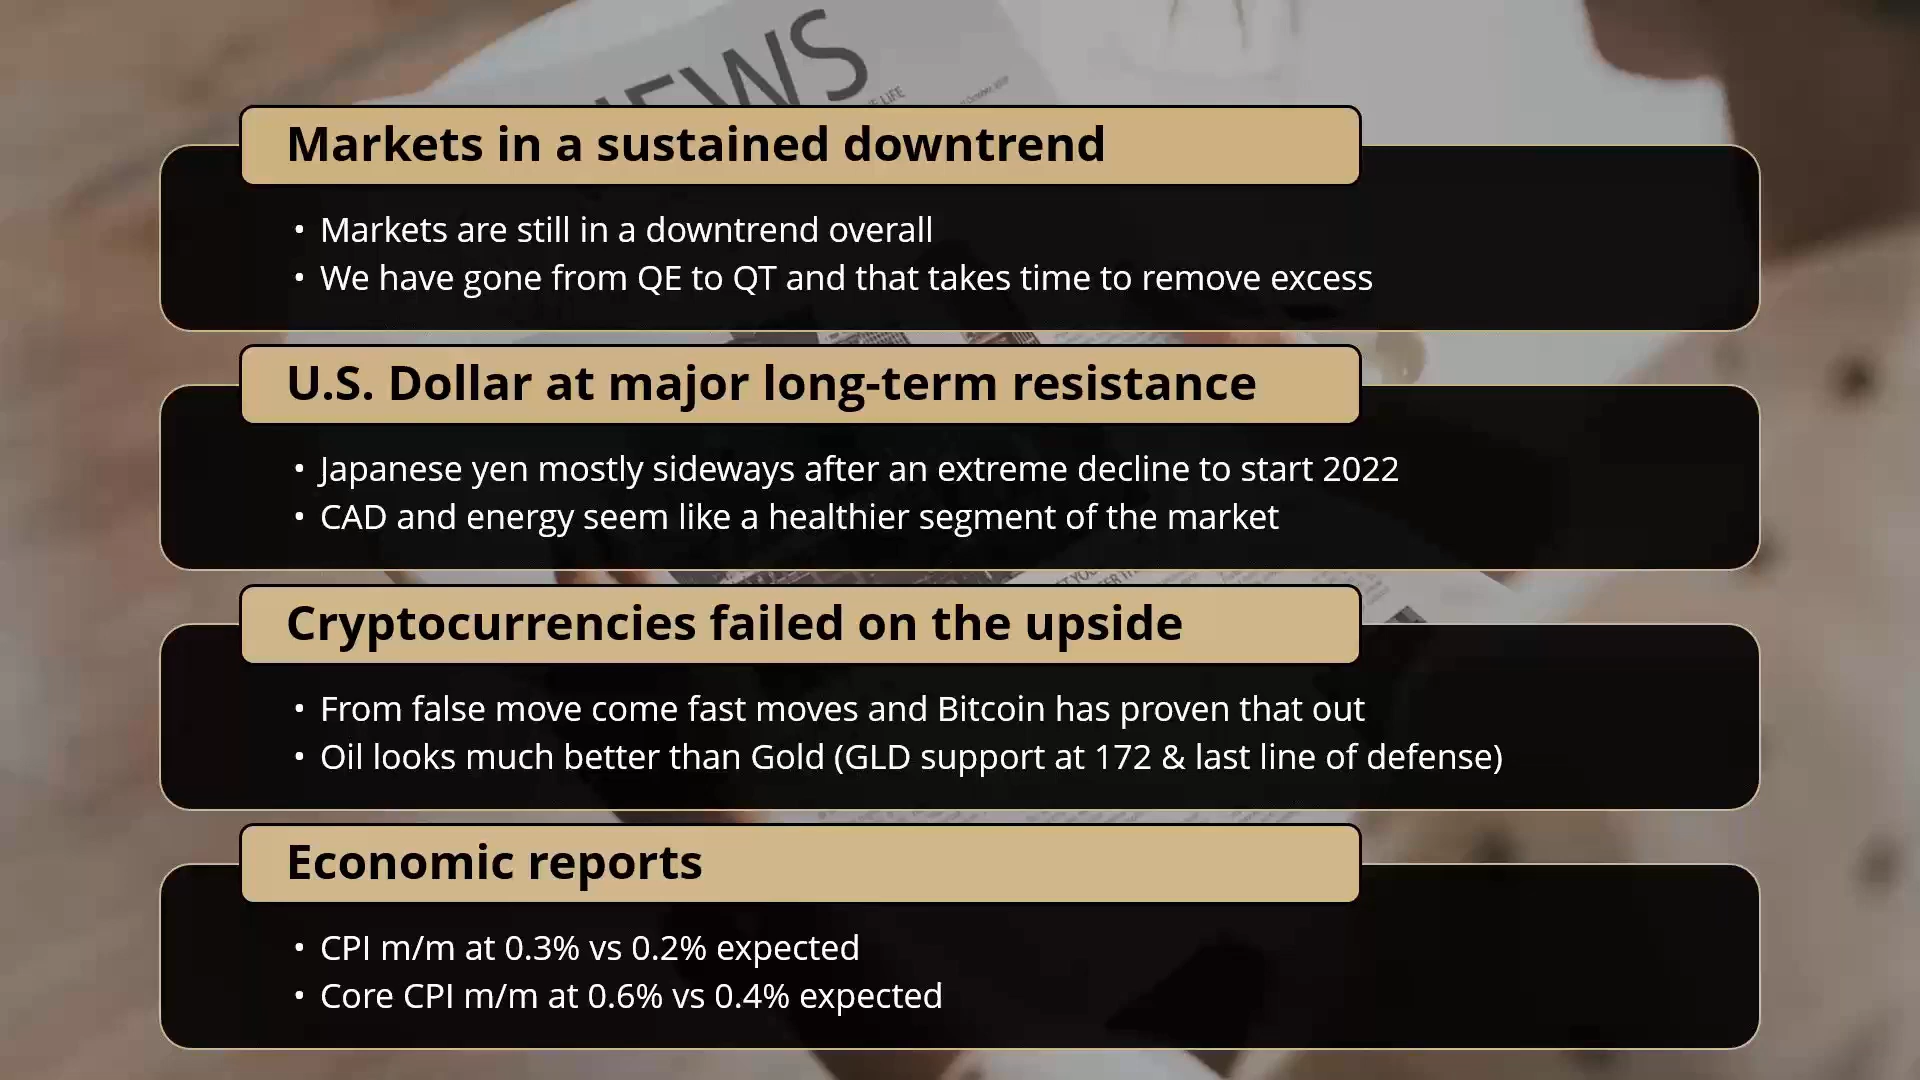 NEWS
Markets in a sustained downtrend
• Markets are still in a downtrend overall
• We have gone from QE to QT and that takes time to remove excess
U.S. Dollar at major long-term resistance
• Japanese yen mostly sideways after an extreme decline to start 2022
• CAD and energy seem like a healthier segment of the market
Cryptocurrencies failed on the upside
• From false move come fast moves and Bitcoin has proven that out
• Oil looks much better than Gold (GLD support at 172 & last line of defense)
Economic reports
• CPI m/m at 0.3% vs 0.2% expected
• Core CPI m/m at 0.6% vs 0.4% expected